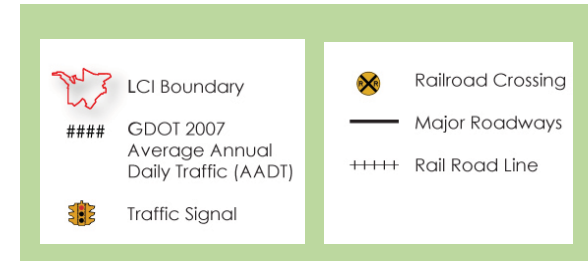 LCI Boundary
#### GDOT 2007
Average Annual
Daily Traffic (AADT)
Traffic Signal
R R Railroad Crossing
Major Roadways
Rail Road Line